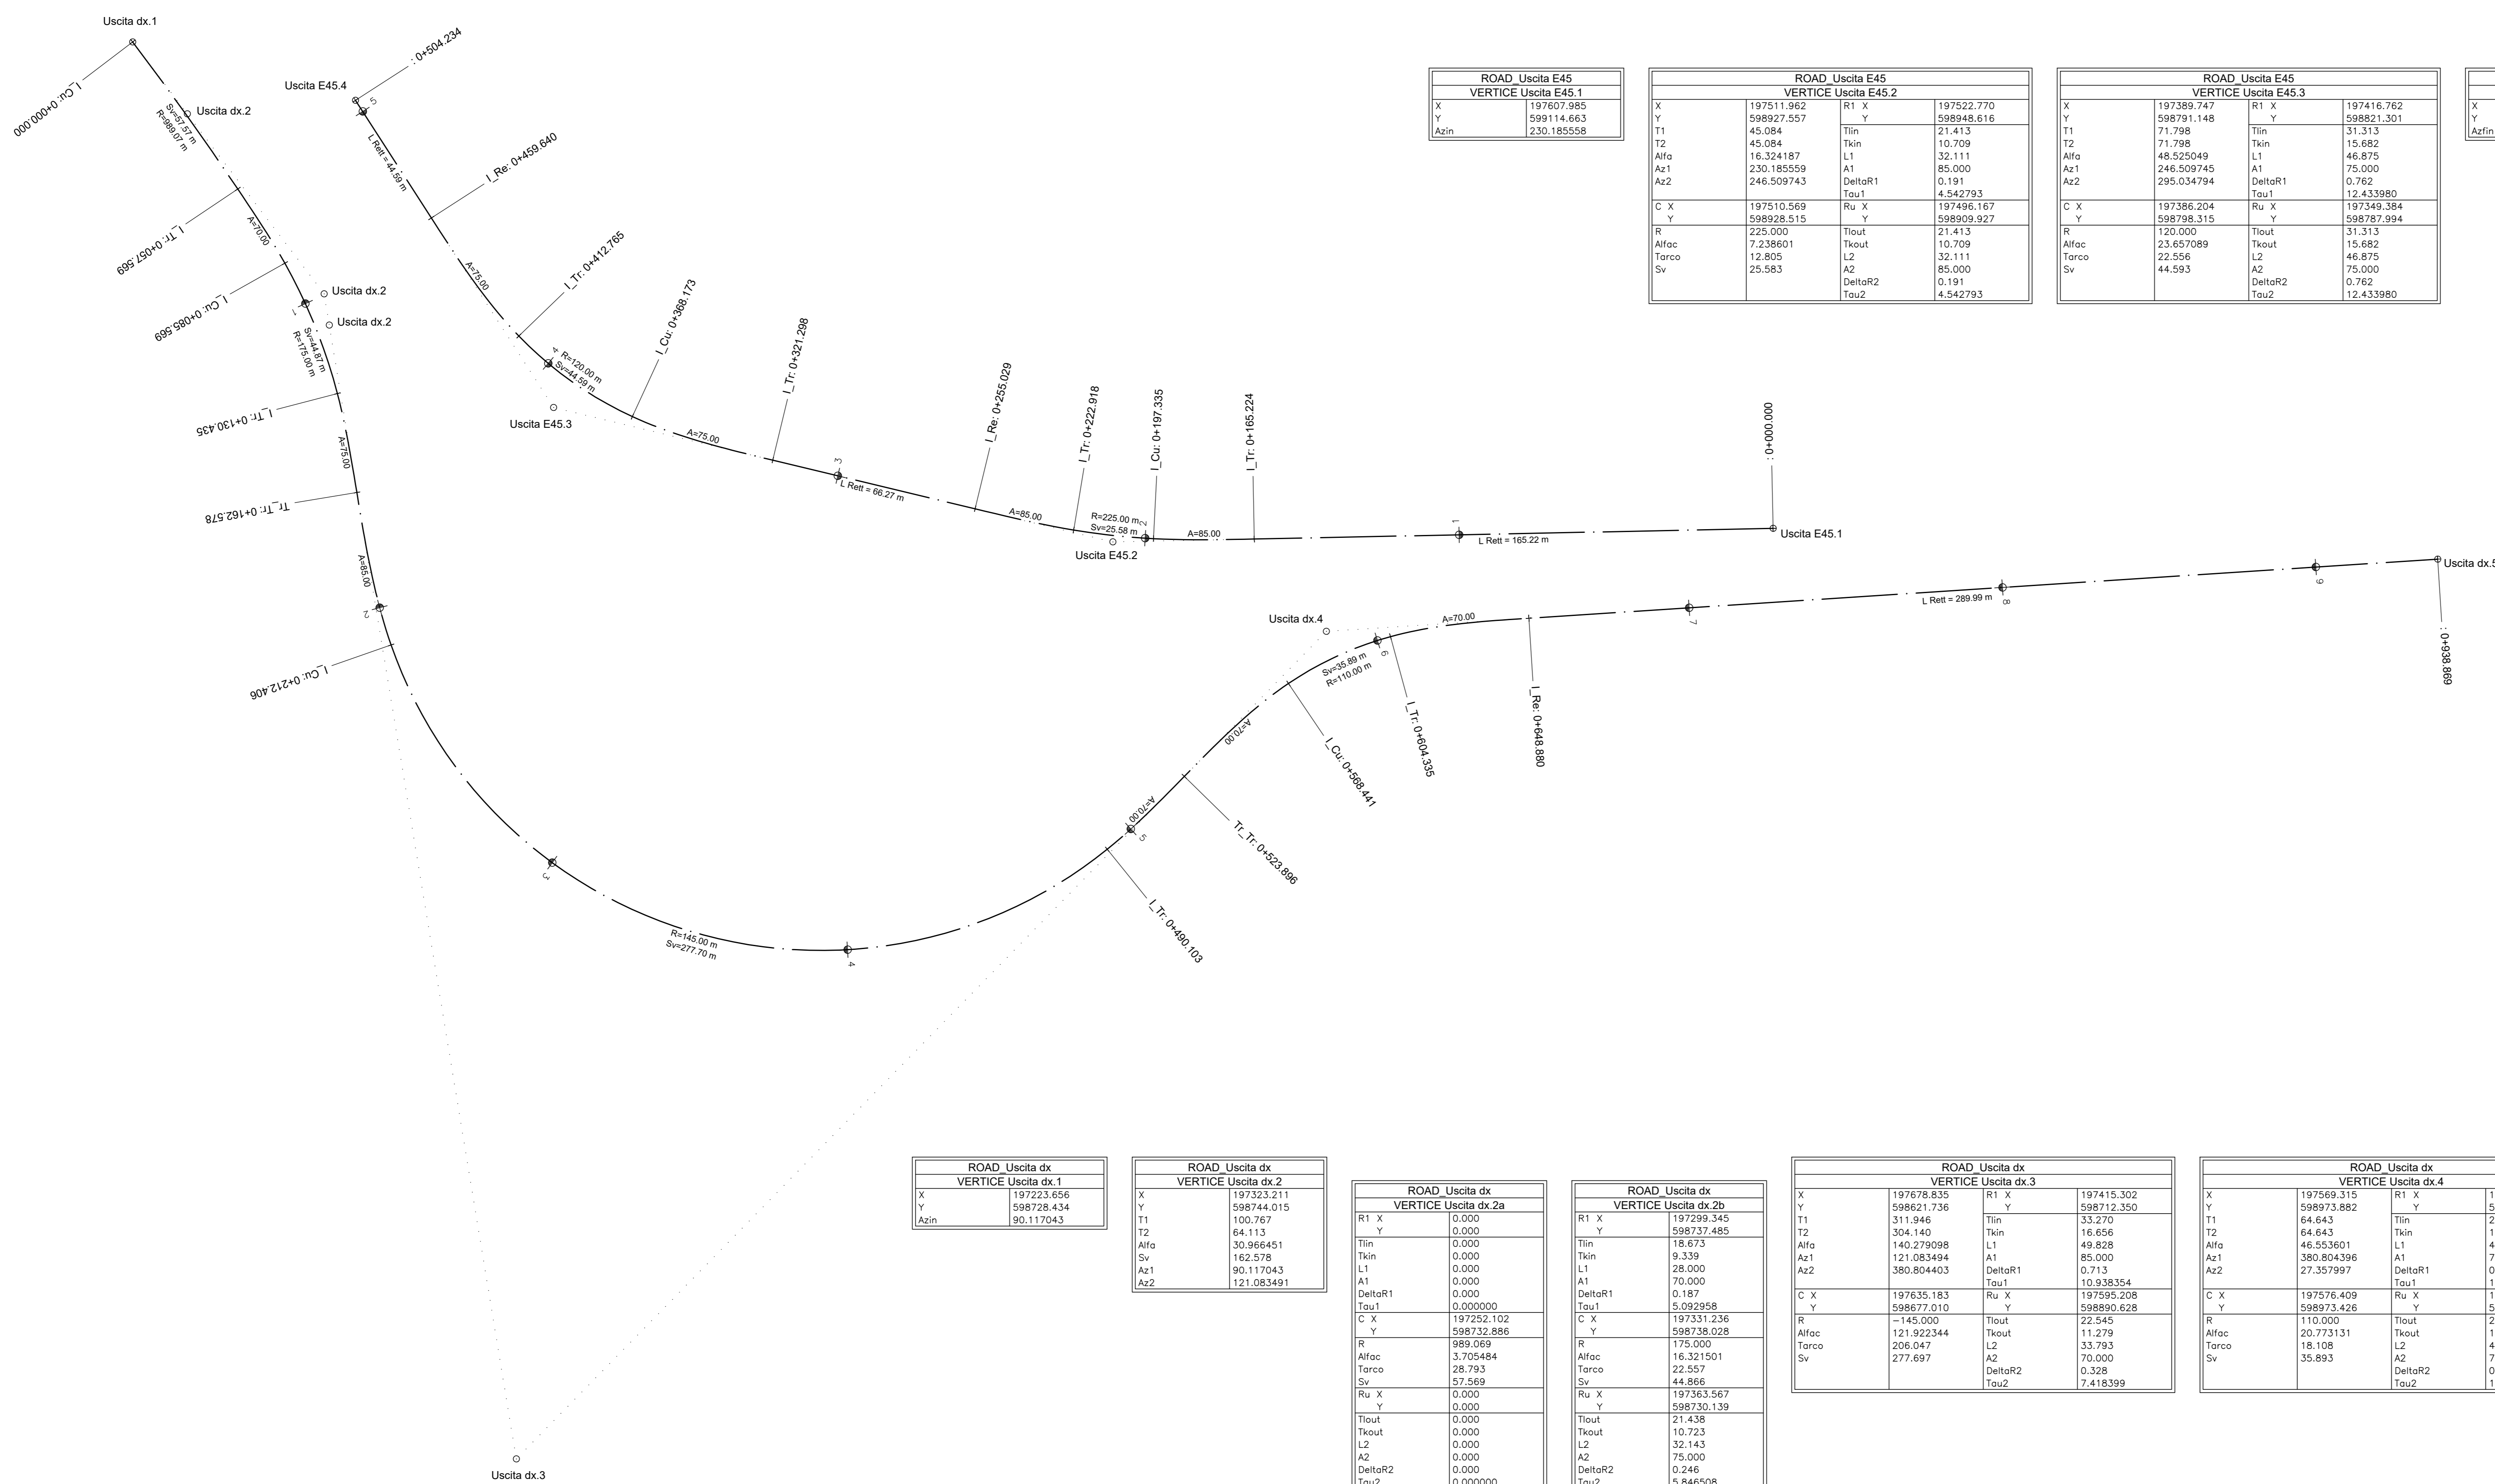 Uscita dx.1
I_Cu: 0+000.000
Sv=57.57 m
R=989.07 m
Uscita dx.2
I_Tr: 0+057.569
A=70.00
I_Cu: 0+085.569
1
Uscita dx.2
Uscita dx.2
Sv=44.87 m
R=175.00 m
I_Tr: 0+130.435
A=75.00
Tr_Tr: 0+162.578
A=85.00
2
I_Cu: 0+212.406
3
R=145.00 m
Sv=277.70 m
4
I_Tr: 0+490.103
5
A=70.00
Tr_Tr: 0+523.896
A=70.00
I_Cu: 0+568.441
Uscita dx.4
Sv=35.89 m
R=110.00 m
6
I_Tr: 0+604.335
A=70.00
I_Re: 0+648.880
7
L Rett = 289.99 m
8
9
: 0+938.869
Uscita dx.3
Uscita E45.4
: 0+504.234
5
L Rett = 44.59 m
I_Re: 0+459.640
A=75.00
I_Tr: 0+412.765
4
R=120.00 m
Sv=44.59 m
Uscita E45.3
I_Cu: 0+368.173
A=75.00
I_Tr: 0+321.298
3
L Rett = 66.27 m
I_Re: 0+255.029
A=85.00
I_Tr: 0+222.918
R=225.00 m
Sv=25.58 m
2
Uscita E45.2
I_Cu: 0+197.335
A=85.00
I_Tr: 0+165.224
1
L Rett = 165.22 m
: 0+000.000
Uscita E45.1
ROAD_Uscita E45
VERTICE Uscita E45.1
X 197607.985
Y 599114.663
Azin 230.185558
ROAD_Uscita E45
VERTICE Uscita E45.2
X 197511.962 R1 X 197522.770
Y 598927.557 Y 598948.616
T1 45.084 Tlin 21.413
T2 45.084 Tkin 10.709
Alfa 16.324187 L1 32.111
Az1 230.185559 A1 85.000
Az2 246.509743 DeltaR1 0.191
Tau1 4.542793
C X 197510.569 Ru X 197496.167
Y 598928.515 Y 598909.927
R 225.000 Tlout 21.413
Alfac 7.238601 Tkout 10.709
Tarco 12.805 L2 32.111
Sv 25.583 A2 85.000
DeltaR2 0.191
Tau2 4.542793
ROAD_Uscita E45
VERTICE Uscita E45.3
X 197389.747 R1 X 197416.762
Y 598791.148 Y 598821.301
T1 71.798 Tlin 31.313
T2 71.798 Tkin 15.682
Alfa 48.525049 L1 46.875
Az1 246.509745 A1 75.000
Az2 295.034794 DeltaR1 0.762
Tau1 12.433980
C X 197386.204 Ru X 197349.384
Y 598798.315 Y 598787.994
R 120.000 Tlout 31.313
Alfac 23.657089 Tkout 15.682
Tarco 22.556 L2 46.875
Sv 44.593 A2 75.000
DeltaR2 0.762
Tau2 12.433980
X
Y
Azfin
ROAD_Uscita dx
VERTICE Uscita dx.1
X 197223.656
Y 598728.434
Azin 90.117043
ROAD_Uscita dx
VERTICE Uscita dx.2
X 197323.211
Y 598744.015
T1 100.767
T2 64.113
Alfa 30.966451
Sv 162.578
Az1 90.117043
Az2 121.083491
ROAD_Uscita dx
VERTICE Uscita dx.2a
R1 X 0.000
Y 0.000
Tlin 0.000
Tkin 0.000
L1 0.000
A1 0.000
DeltaR1 0.000
Tau1 0.000000
C X 197252.102
Y 598732.886
R 989.069
Alfac 3.705484
Tarco 28.793
Sv 57.569
Ru X 0.000
Y 0.000
Tlout 0.000
Tkout 0.000
L2 0.000
A2 0.000
DeltaR2 0.000
Tau2 0.000000
ROAD_Uscita dx
VERTICE Uscita dx.2b
R1 X 197299.345
Y 598737.485
Tlin 18.673
Tkin 9.339
L1 28.000
A1 70.000
DeltaR1 0.187
Tau1 5.092958
C X 197331.236
Y 598738.028
R 175.000
Alfac 16.321501
Tarco 22.557
Sv 44.866
Ru X 197363.567
Y 598730.139
Tlout 21.438
Tkout 10.723
L2 32.143
A2 75.000
DeltaR2 0.246
Tau2 5.846508
ROAD_Uscita dx
VERTICE Uscita dx.3
X 197678.835 R1 X 197415.302
Y 598621.736 Y 598712.350
T1 311.946 Tlin 33.270
T2 304.140 Tkin 16.656
Alfa 140.279098 L1 49.828
Az1 121.083494 A1 85.000
Az2 380.804403 DeltaR1 0.713
Tau1 10.938354
C X 197635.183 Ru X 197595.208
Y 598677.010 Y 598890.628
R −145.000 Tlout 22.545
Alfac 121.922344 Tkout 11.279
Tarco 206.047 L2 33.793
Sv 277.697 A2 70.000
DeltaR2 0.328
Tau2 7.418399
ROAD_Uscita dx
VERTICE Uscita dx.4
X 197569.315 R1 X
Y 598973.882 Y
T1 64.643 Tlin
T2 64.643 Tkin
Alfa 46.553601 L1
Az1 380.804396 A1
Az2 27.357997 DeltaR1
Tau1
C X 197576.409 Ru X
Y 598973.426 Y
R 110.000 Tlout
Alfac 20.773131 Tkout
Tarco 18.108 L2
Sv 35.893 A2
DeltaR2
Tau2